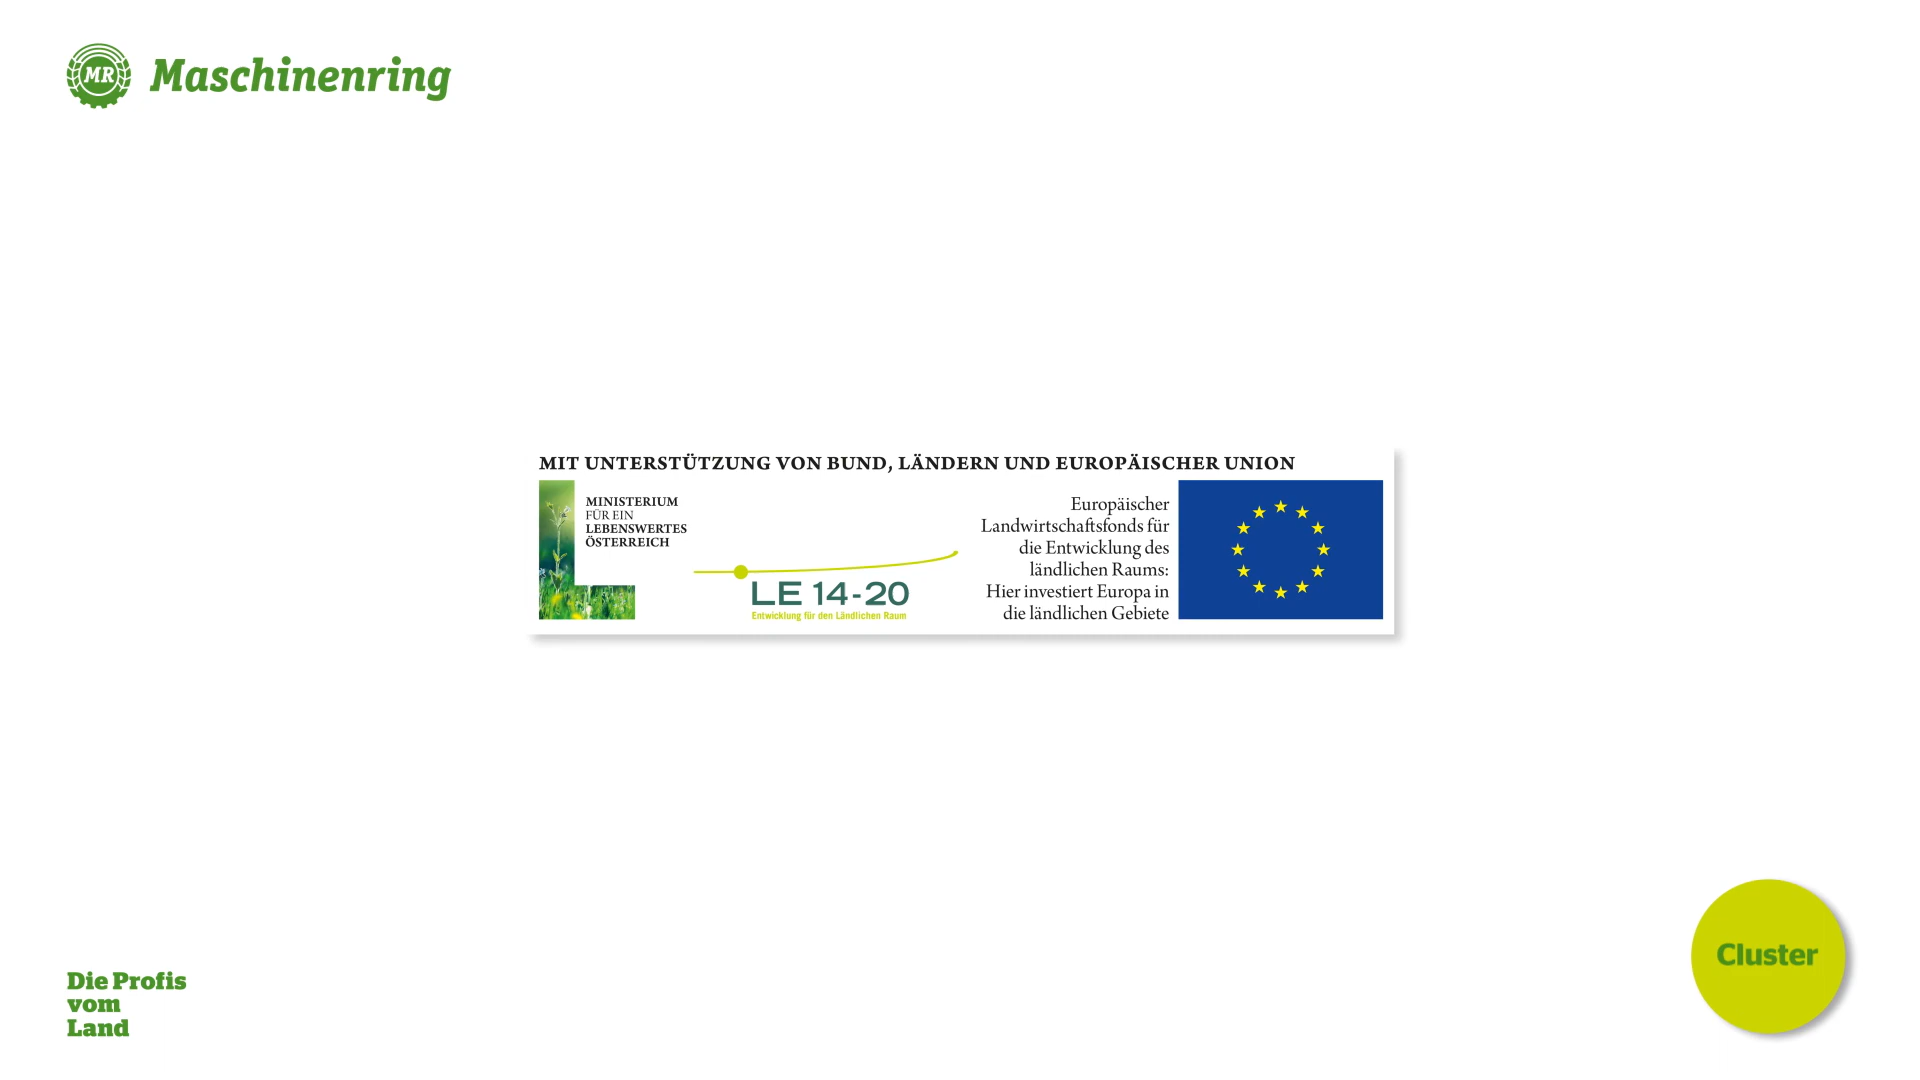 MR Maschinenring
MIT UNTERSTÜTZUNG VON BUND, LÄNDERN UND EUROPÄISCHER UNION
MINISTERIUM
FÜR EIN
LEBENSWERTES
ÖSTERREICH
LE 14-20
Entwicklung für den Ländlichen Raum
Europäischer
Landwirtschaftsfonds für
die Entwicklung des
ländlichen Raums:
Hier investiert Europa in
die ländlichen Gebiete
Cluster
Die Profis
vom
Land